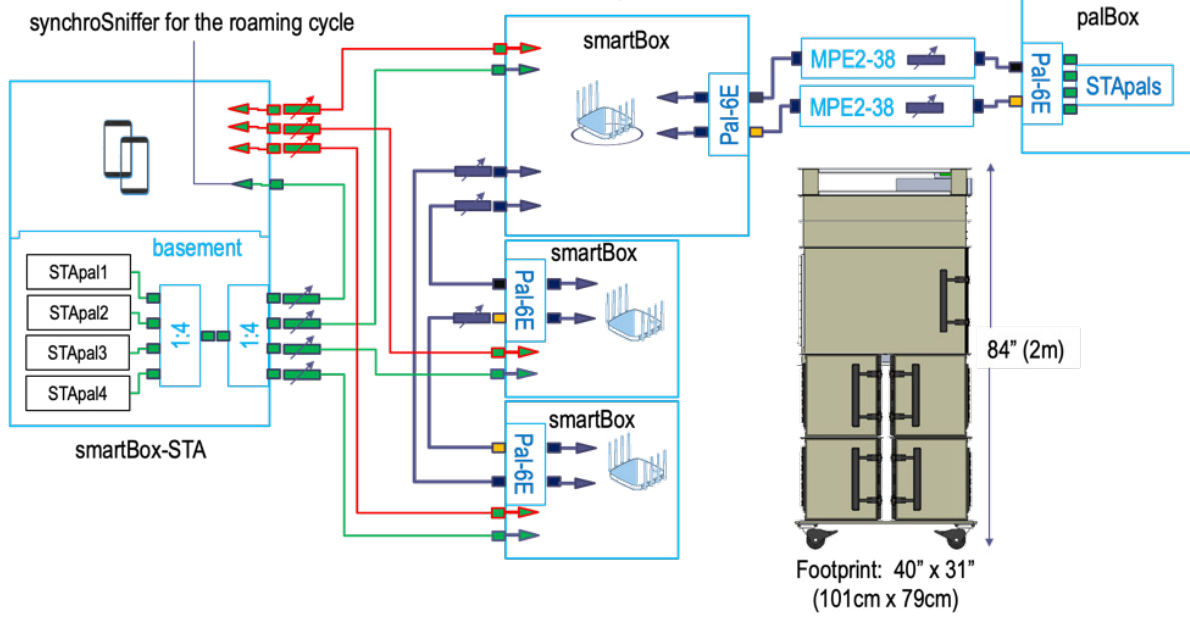 synchroSniffer for the roaming cycle
smartBox
palBox
MPE2-38
MPE2-38
Pal-6E
Pal-6E
STApals
basement
STApal1
STApal2
STApal3
STApal4
1:4
1:4
smartBox-STA
smartBox
Pal-6E
smartBox
Pal-6E
84” (2m)
Footprint: 40” x 31”
(101cm x 79cm)